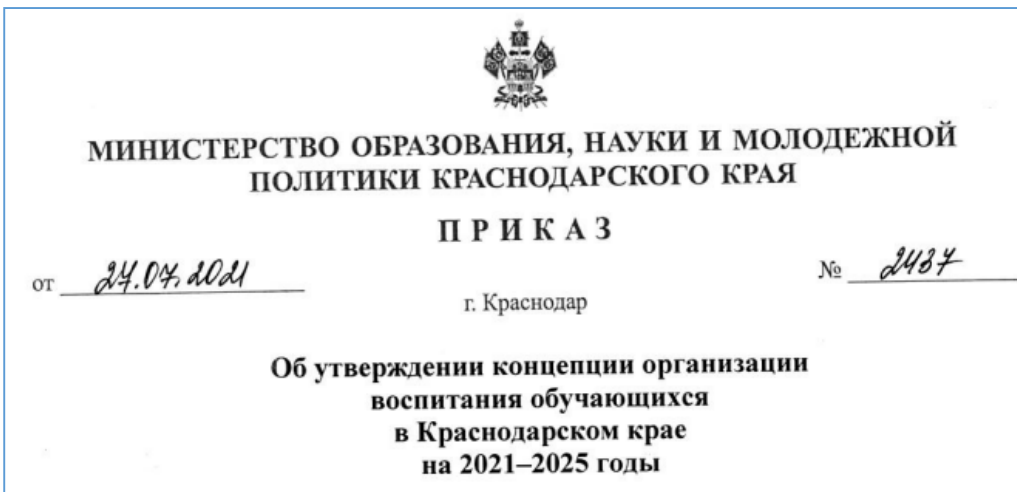 МИНИСТЕРСТВО ОБРАЗОВАНИЯ, НАУКИ И МОЛОДЕЖНОЙ
ПОЛИТИКИ КРАСНОДАРСКОГО КРАЯ
ПРИКАЗ
от 27.07.2021 № 2437
г. Краснодар
Об утверждении концепции организации
воспитания обучающихся
в Краснодарском крае
на 2021–2025 годы